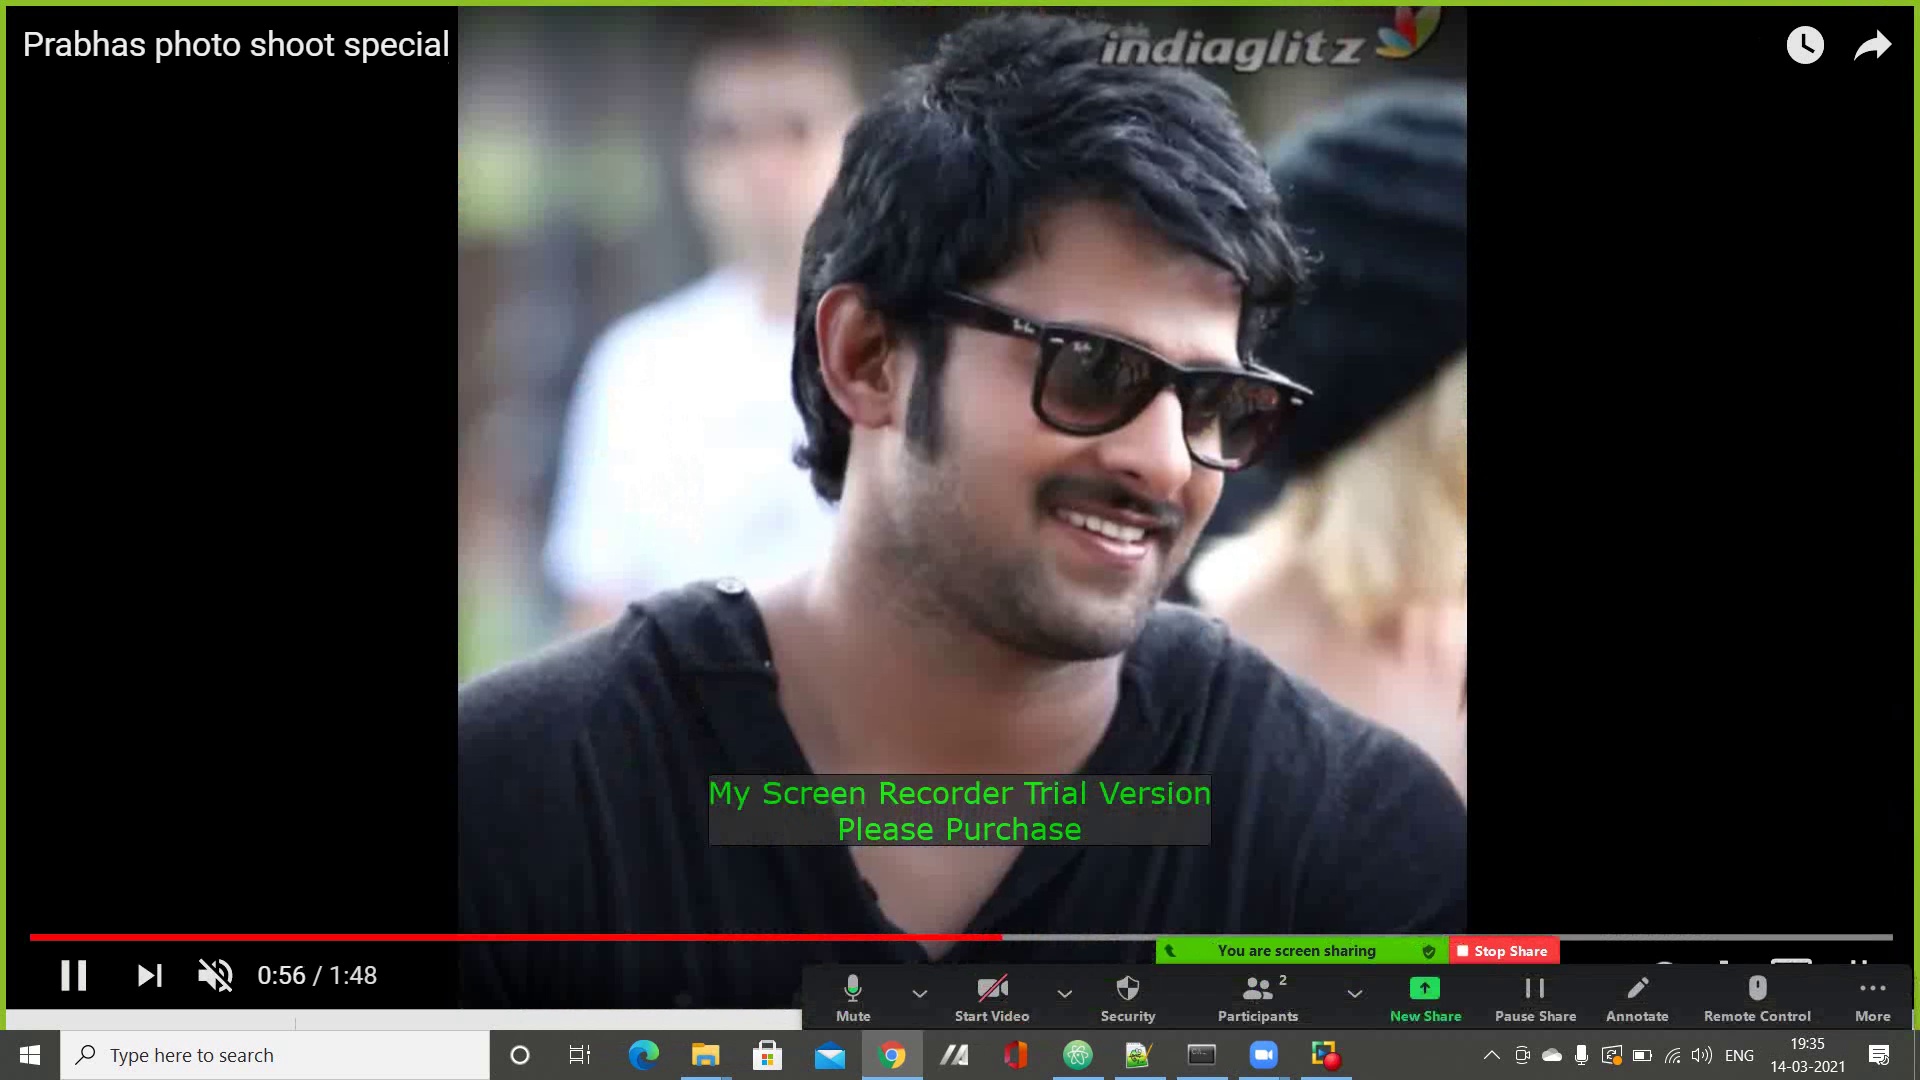 Prabhas photo shoot special
indiaglitz
Ray-Ban
My Screen Recorder Trial Version
Please Purchase
0:56 / 1:48
You are screen sharing
Stop Share
2
Mute
Start Video
Security
Participants
New Share
Pause Share
Annotate
Remote Control
More
Type here to search
ENG
19:35
14-03-2021